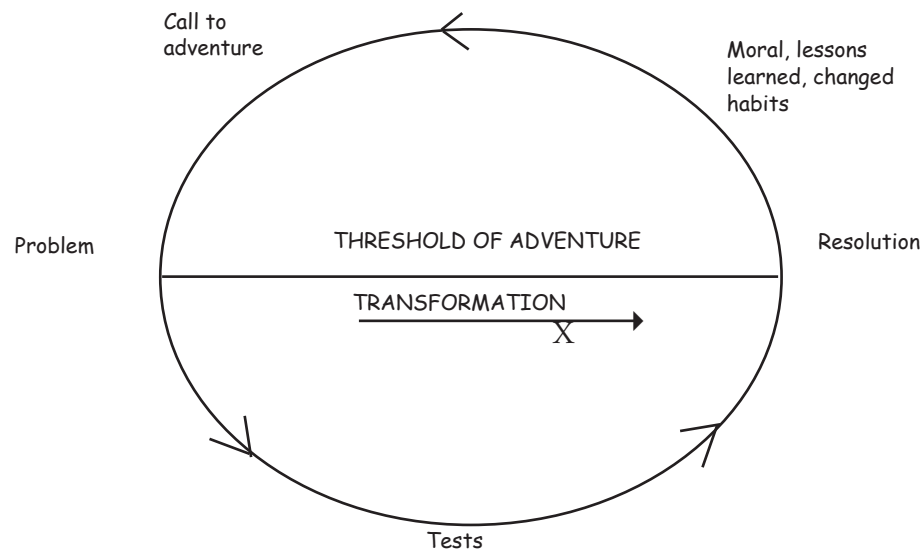 Call to
adventure
Moral, lessons
learned, changed
habits
Problem
THRESHOLD OF ADVENTURE
Resolution
TRANSFORMATION
X
Tests